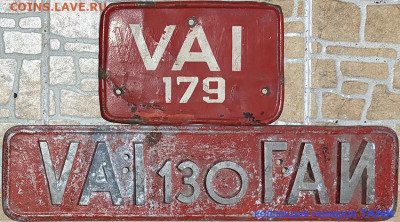 COINS.LAVE.RU
VAI
179
VAI 130 ГАИ